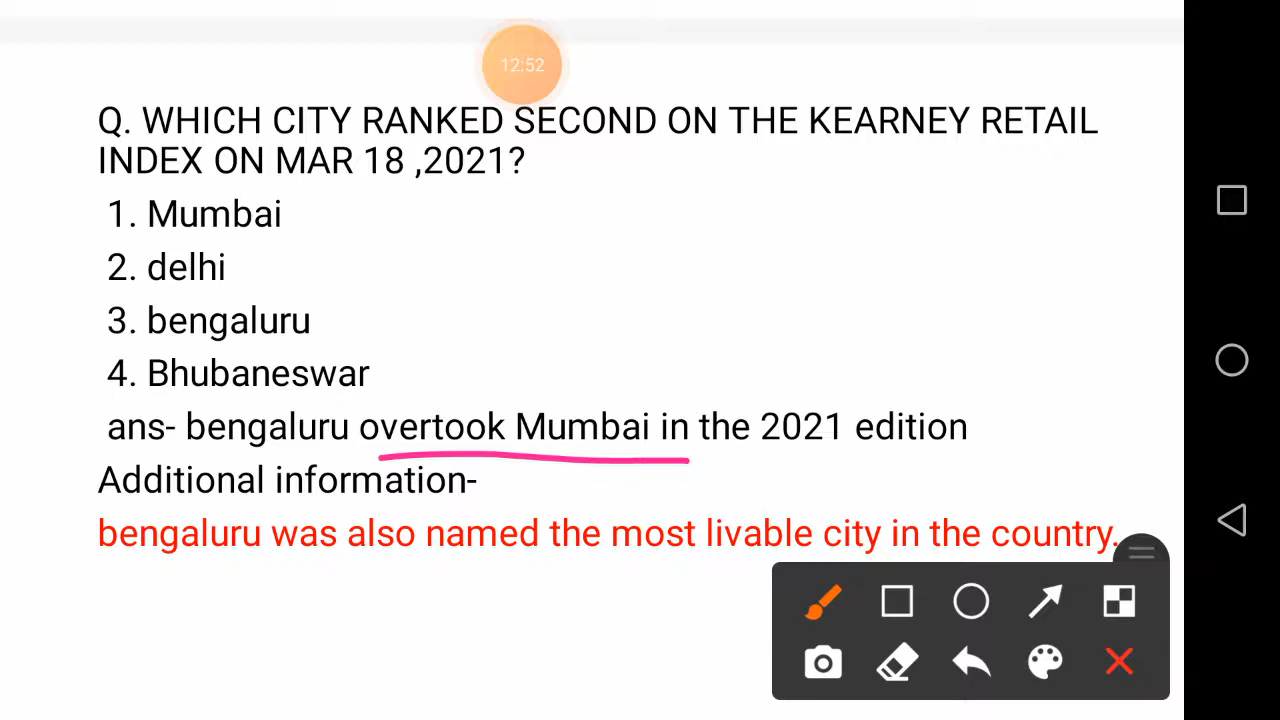 12:52
Q. WHICH CITY RANKED SECOND ON THE KEARNEY RETAIL
INDEX ON MAR 18 ,2021?
1. Mumbai
2. delhi
3. bengaluru
4. Bhubaneswar
ans- bengaluru overtook Mumbai in the 2021 edition
Additional information-
bengaluru was also named the most livable city in the country.